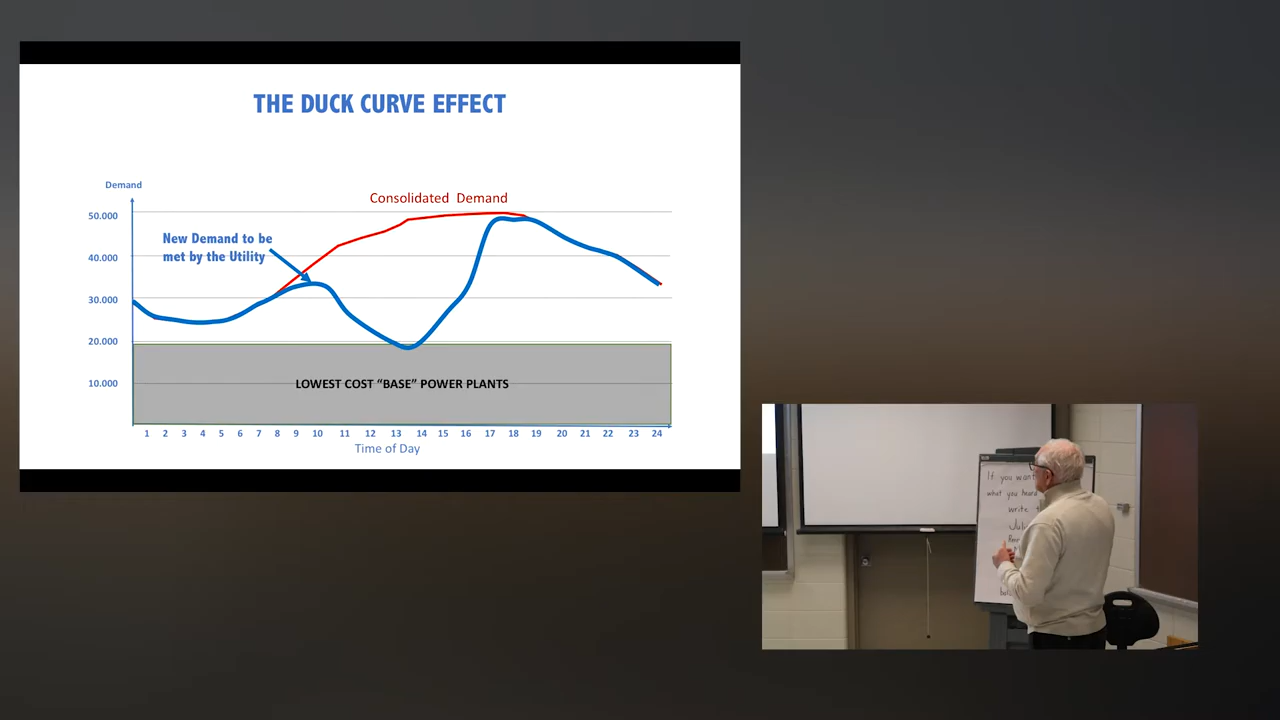 THE DUCK CURVE EFFECT
Demand
Consolidated Demand
50.000
New Demand to be
met by the Utility
40.000
30.000
20.000
LOWEST COST “BASE” POWER PLANTS
10.000
1 2 3 4 5 6 7 8 9 10 11 12 13 14 15 16 17 18 19 20 21 22 23 24
Time of Day
If you want
what you heard
write